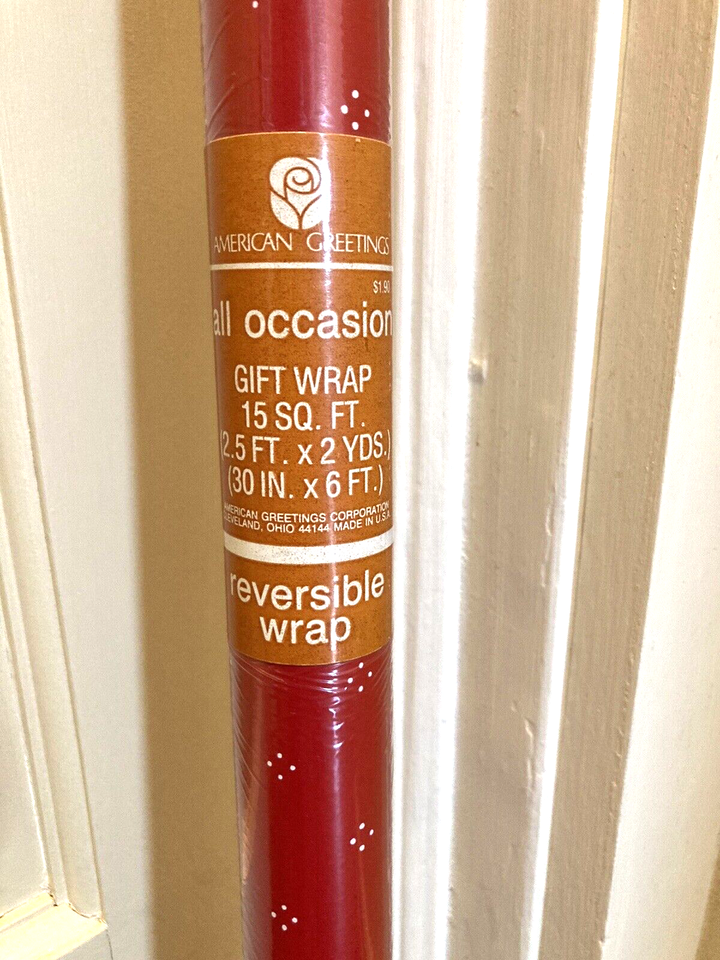 AMERICAN GREETINGS
$1.90
all occasion
GIFT WRAP
15 SQ. FT.
(2.5 FT. x 2 YDS.)
(30 IN. x 6 FT.)
AMERICAN GREETINGS CORPORATION
CLEVELAND, OHIO 44144 MADE IN U.S.A.
reversible
wrap